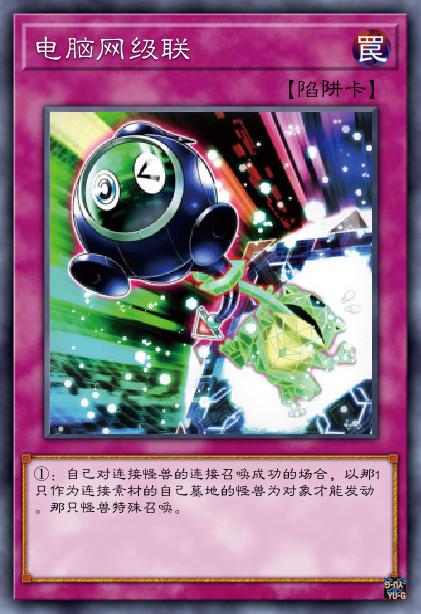 电脑网级联
罠
【陷阱卡】
①：自己对连接怪兽的连接召唤成功的场合，以那1
只作为连接素材的自己墓地的怪兽为对象才能发动
。那只怪兽特殊召唤。